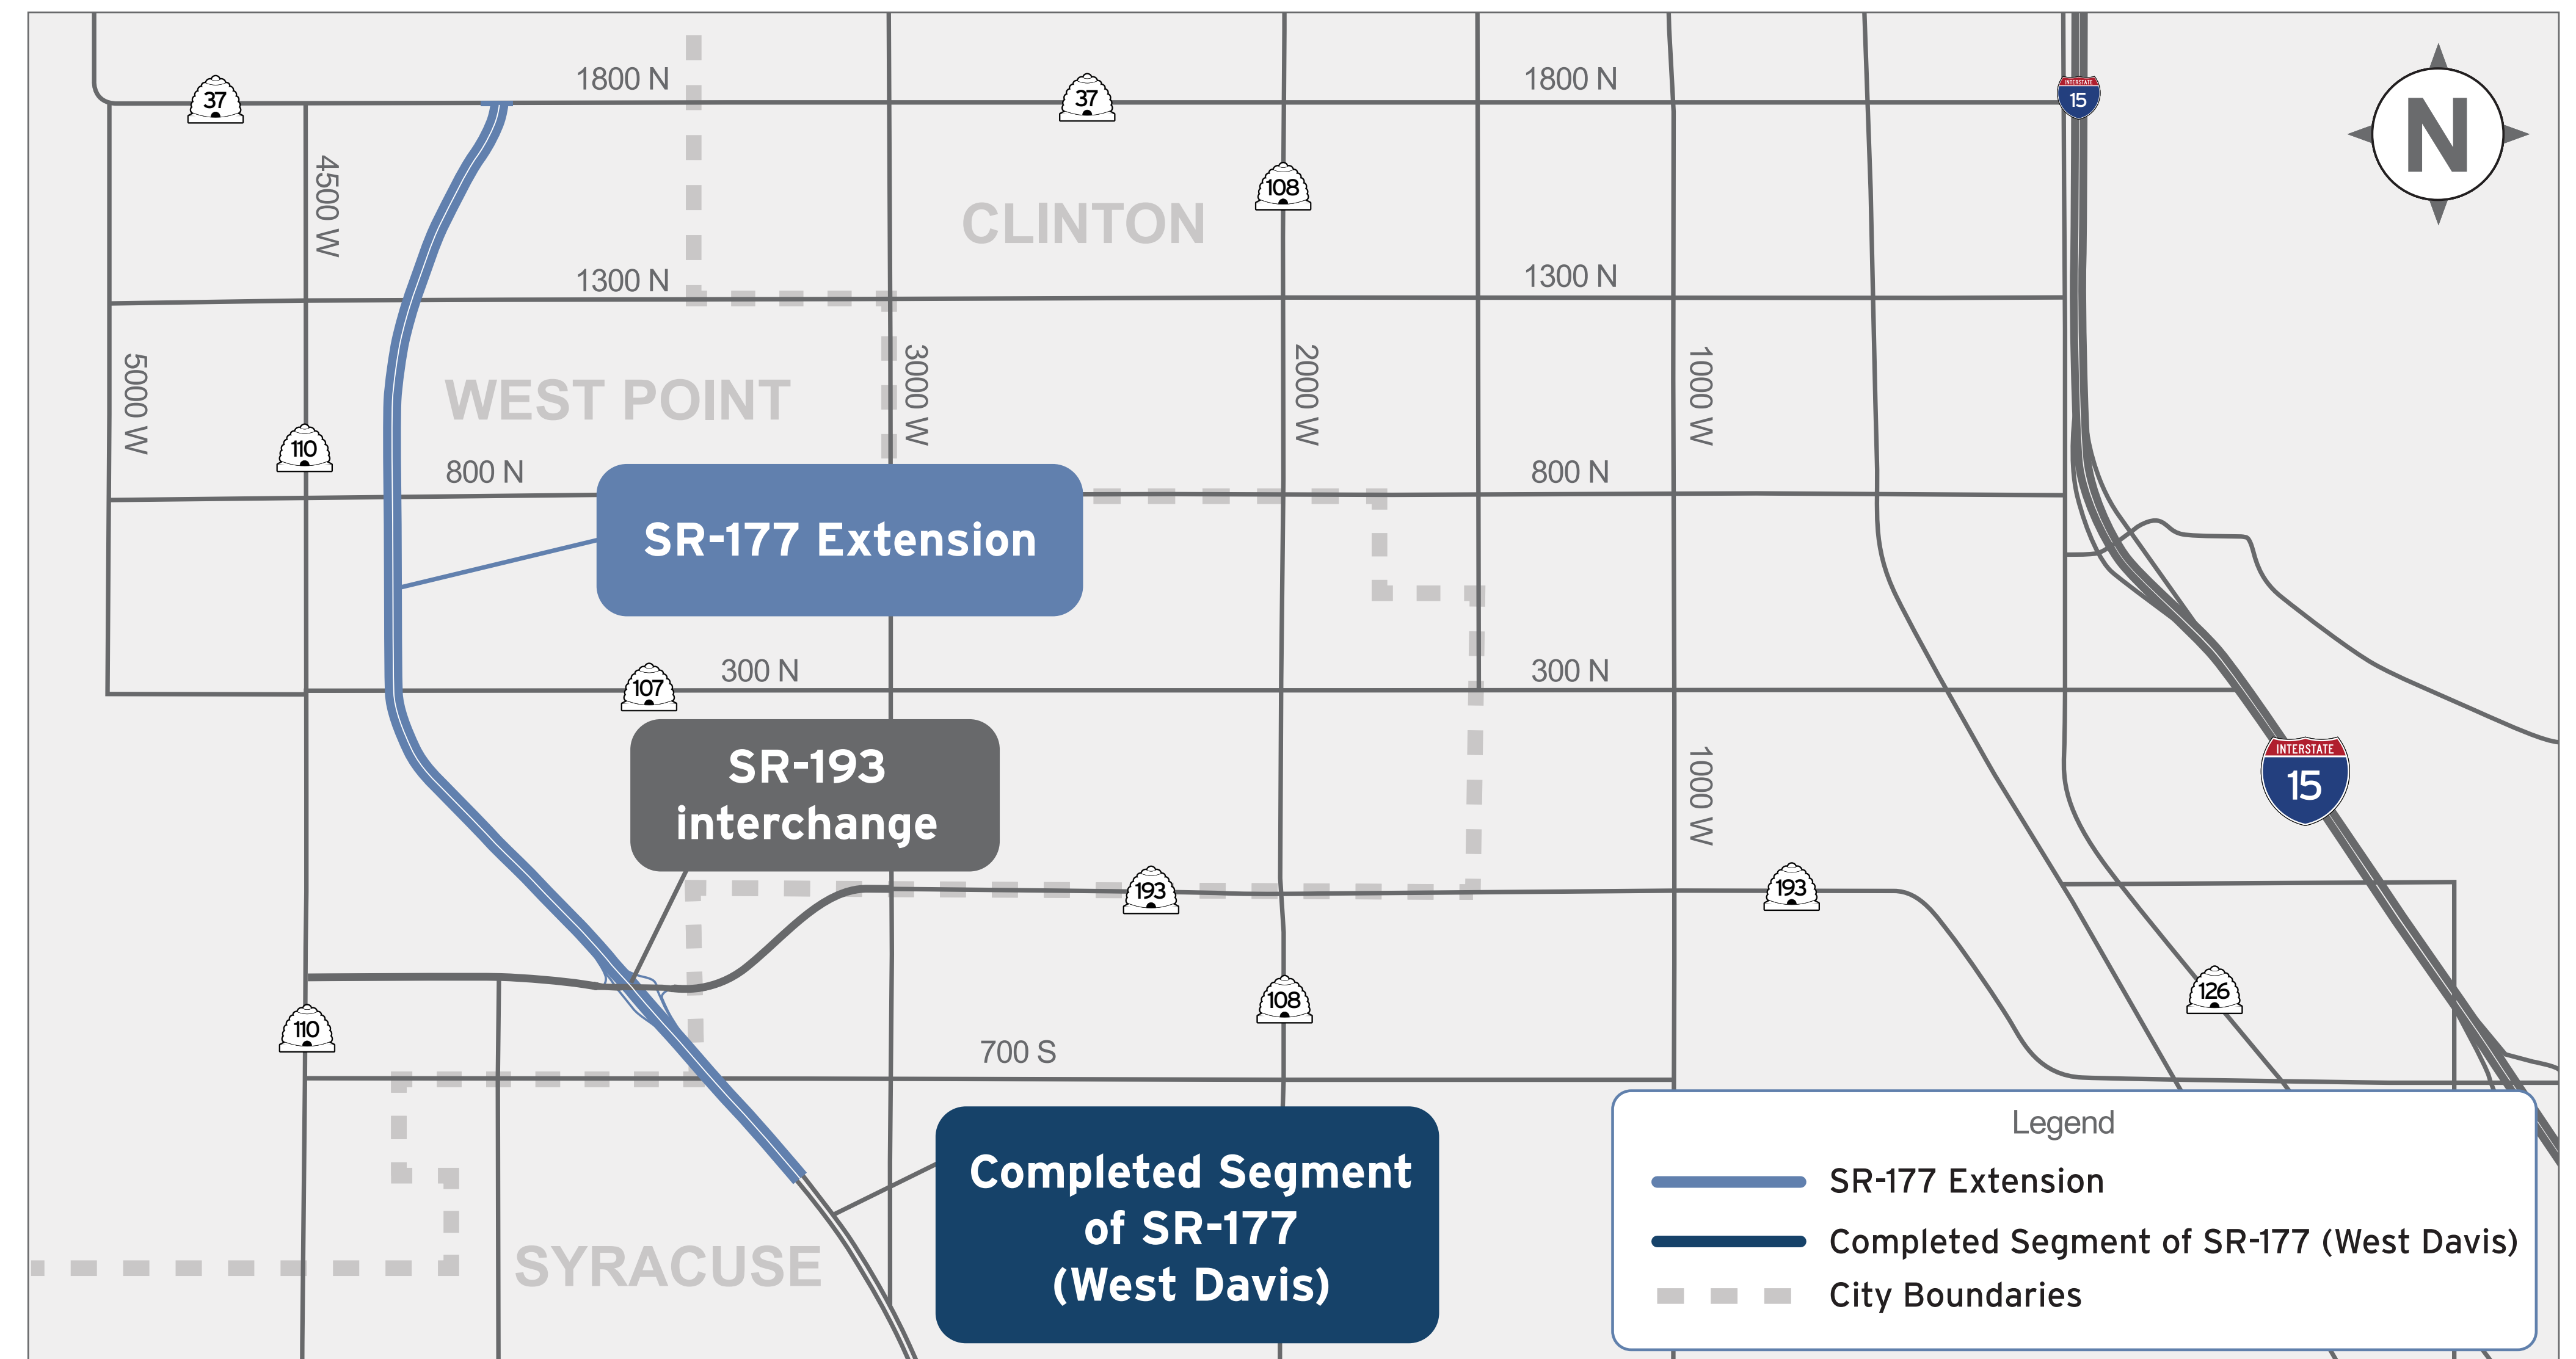 1800 N
1800 N
37
37
INTERSTATE
15
N
4500 W
108
CLINTON
1300 N
1300 N
5000 W
WEST POINT
3000 W
2000 W
1000 W
110
800 N
800 N
SR-177 Extension
300 N
300 N
107
SR-193
interchange
INTERSTATE
15
1000 W
193
193
110
108
126
700 S
Completed Segment
of SR-177
(West Davis)
SYRACUSE
Legend
SR-177 Extension
Completed Segment of SR-177 (West Davis)
City Boundaries